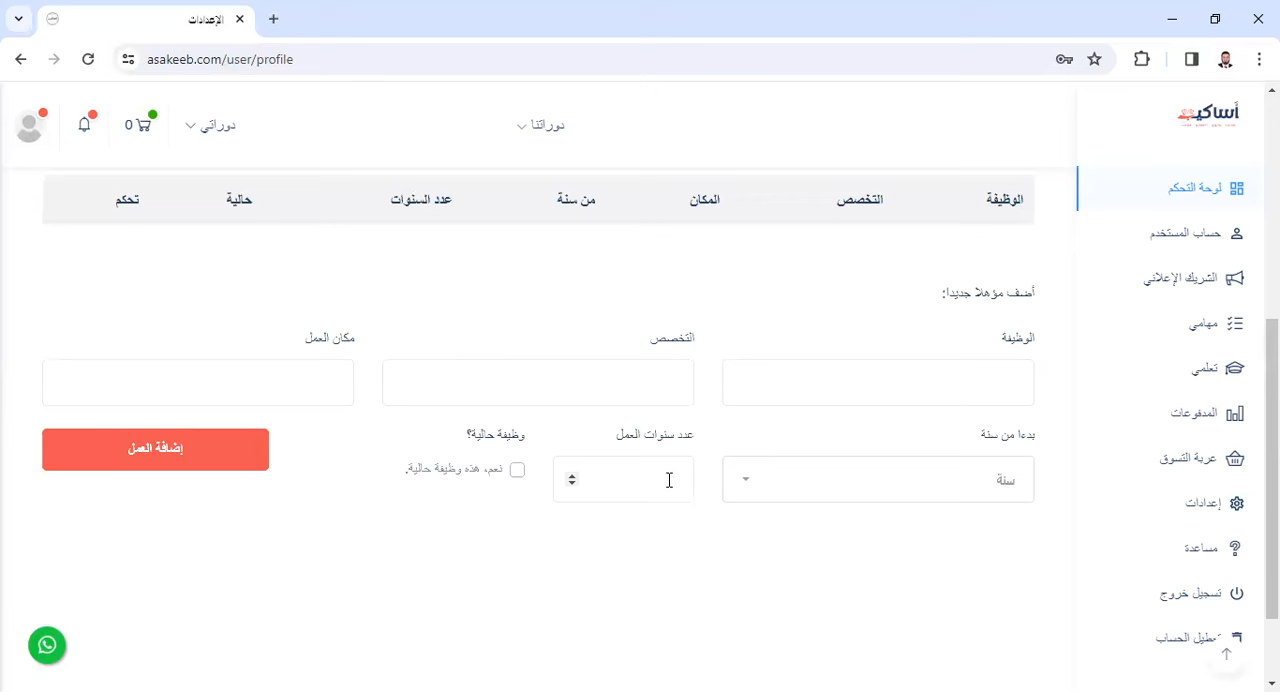 الإعدادات
asakeeb.com/user/profile
أساكيب
دوراتنا
دوراتي
0
الوظيفة التخصص المكان من سنة عدد السنوات حالية تحكم
أضف مؤهلا جديدا:
الوظيفة التخصص مكان العمل
بدءا من سنة عدد سنوات العمل وظيفة حالية؟
سنة
نعم، هذه وظيفة حالية.
إضافة العمل
لوحة التحكم
حساب المستخدم
الشريك الإعلاني
مهامي
تعلمي
المدفوعات
عربة التسوق
إعدادات
مساعدة
تسجيل خروج
تعطيل الحساب